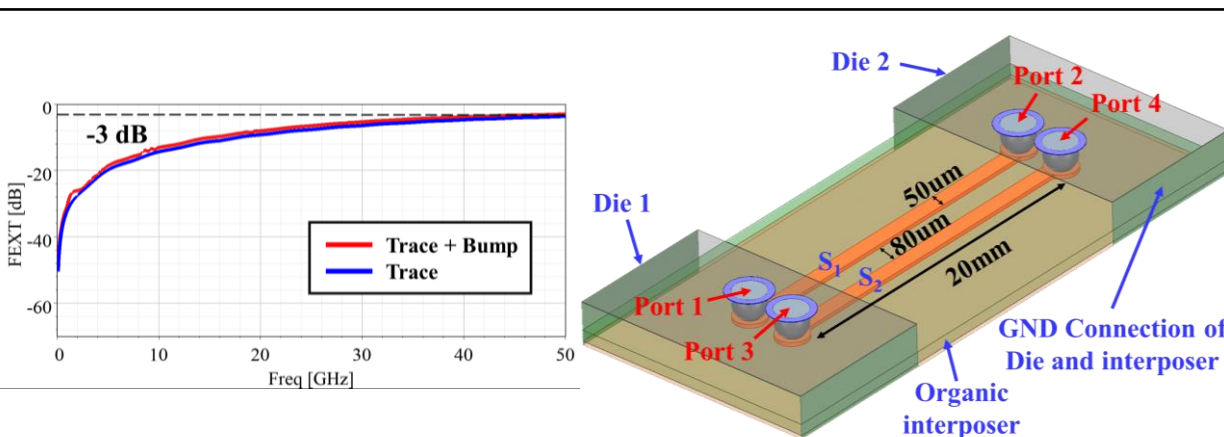 0
-3 dB
-20
-40
-60
FEXT [dB]
Trace + Bump
Trace
0
10
20
30
40
50
Freq [GHz]
Die 2
Port 2
Port 4
Die 1
50um
80um
20mm
S1
S2
Port 1
Port 3
GND Connection of
Die and interposer
Organic
interposer